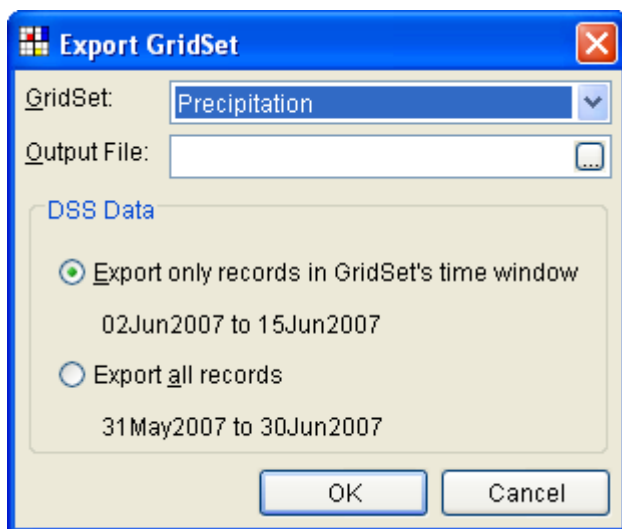 Export GridSet
GridSet: Precipitation
Output File: ...
DSS Data
Export only records in GridSet's time window
02Jun2007 to 15Jun2007
Export all records
31May2007 to 30Jun2007
OK Cancel